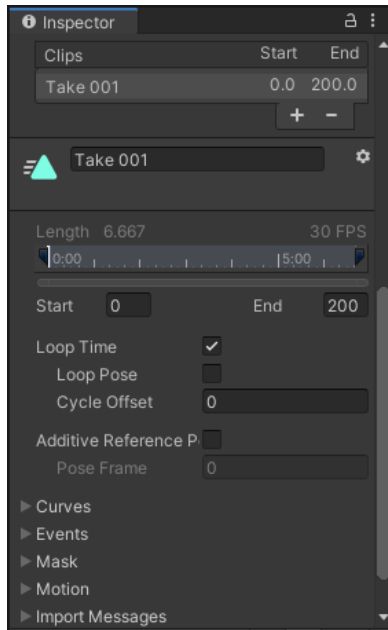 Inspector
Clips Start End
Take 001 0.0 200.0
+ −
Take 001
Length 6.667 30 FPS
0:00 5:00
Start 0 End 200
Loop Time
Loop Pose
Cycle Offset 0
Additive Reference P
Pose Frame 0
Curves
Events
Mask
Motion
Import Messages